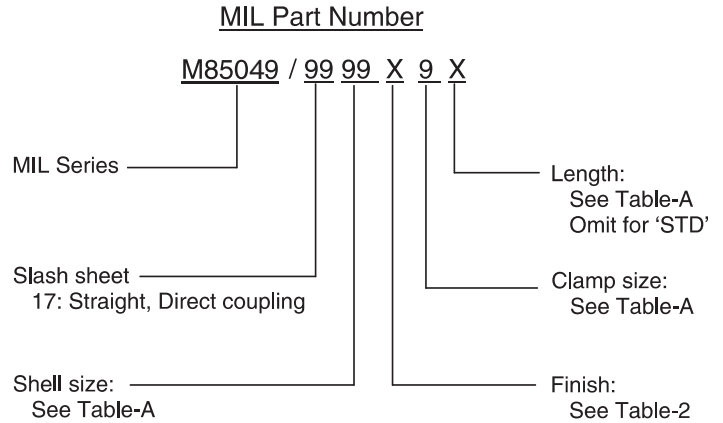 MIL Part Number
M85049 / 99 99 X 9 X
MIL Series
Length:
See Table-A
Omit for 'STD'
Slash sheet
17: Straight, Direct coupling
Clamp size:
See Table-A
Shell size:
See Table-A
Finish:
See Table-2